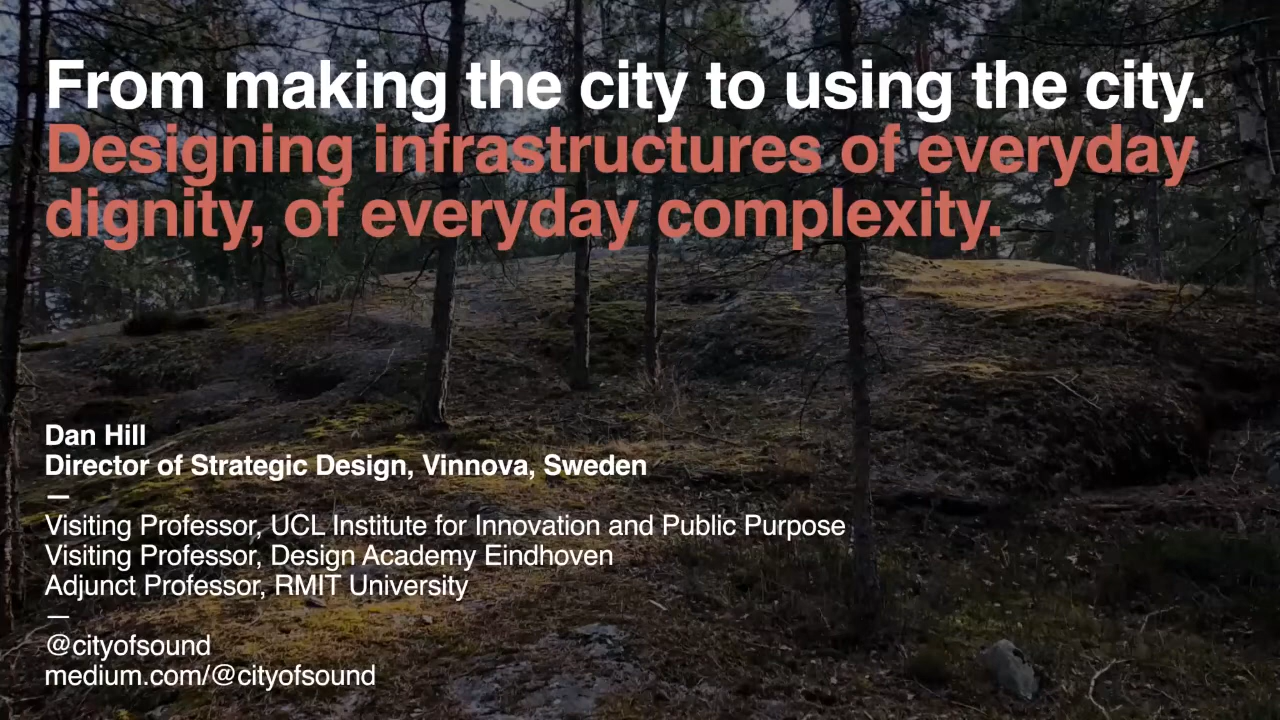 From making the city to using the city.
Designing infrastructures of everyday
dignity, of everyday complexity.
Dan Hill
Director of Strategic Design, Vinnova, Sweden
—
Visiting Professor, UCL Institute for Innovation and Public Purpose
Visiting Professor, Design Academy Eindhoven
Adjunct Professor, RMIT University
—
@cityofsound
medium.com/@cityofsound